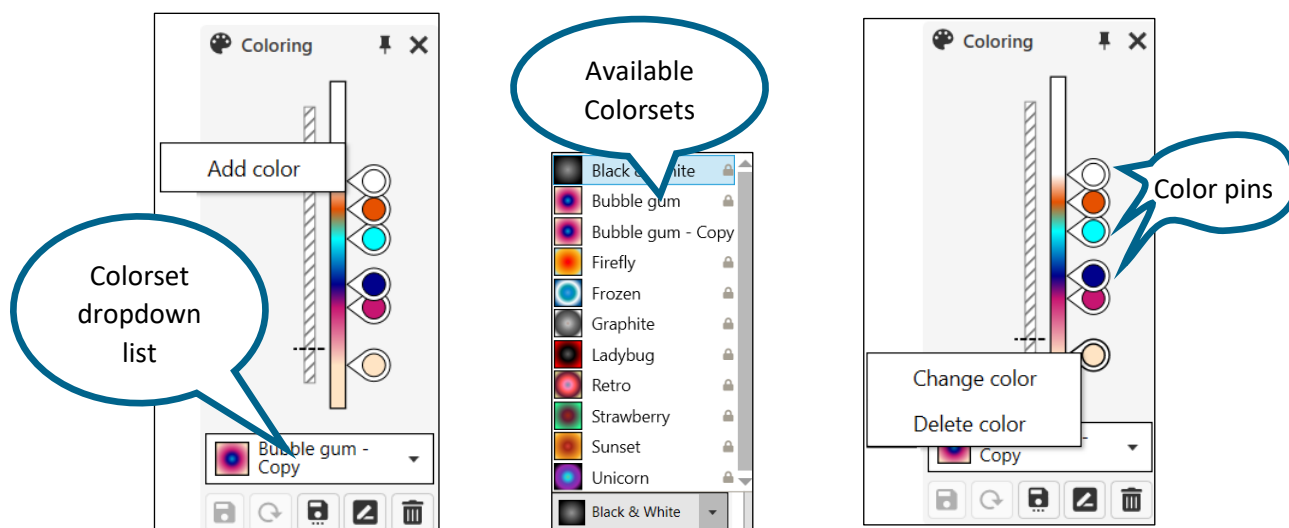 Coloring
Add color
Colorset
dropdown
list
Bubble gum -
Copy
Available
Colorsets
Black & White
Bubble gum
Bubble gum - Copy
Firefly
Frozen
Graphite
Ladybug
Retro
Strawberry
Sunset
Unicorn
Black & White
Coloring
Color pins
Change color
Delete color
-
Copy